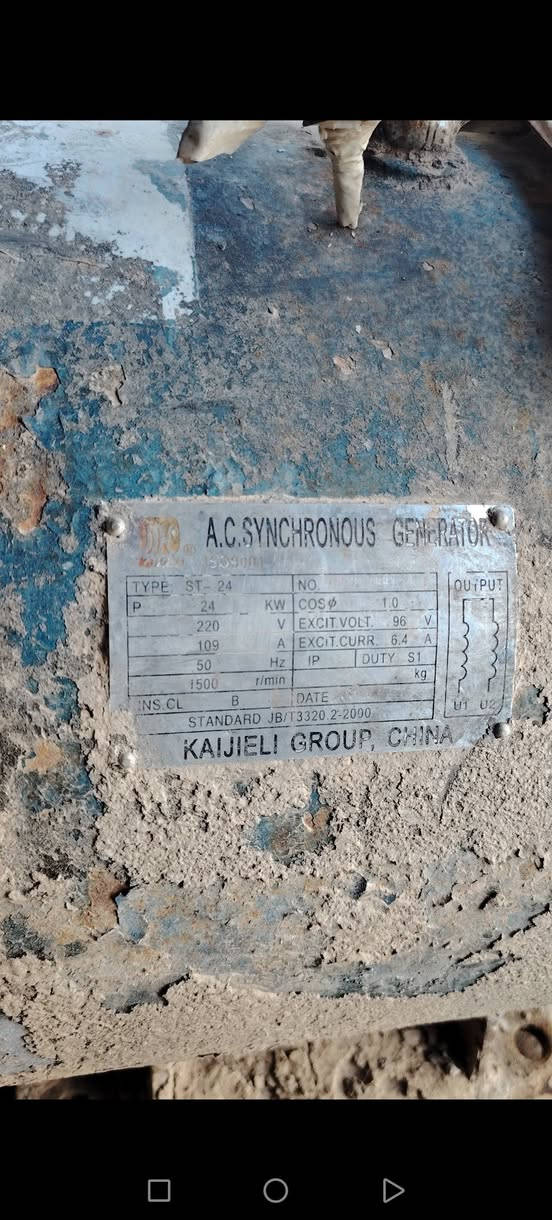 A.C.SYNCHRONOUS GENERATOR
TYPE ST-24 NO.
P 24 KW COSϕ 1.0
220 V EXCIT.VOLT. 96 V
109 A EXCIT.CURR. 6.4 A
50 Hz IP DUTY S1
1500 r/min kg
INS.CL B DATE
STANDARD JB/T3320.2-2000
OUTPUT
U1 U2
KAIJIELI GROUP, CHINA